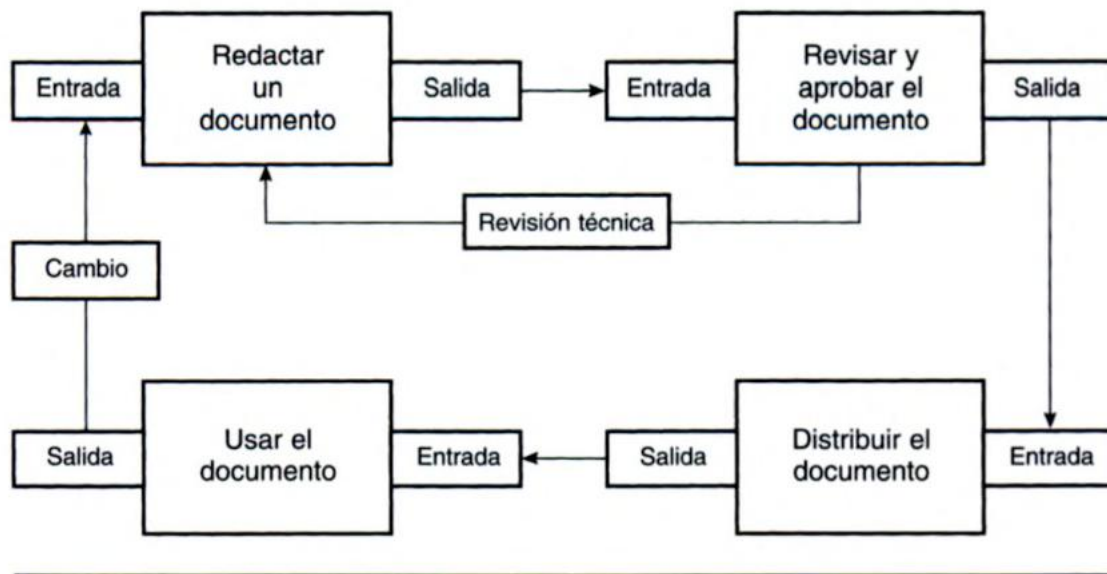 Entrada
Redactar
un
documento
Salida
Entrada
Revisar y
aprobar el
documento
Salida
Revisión técnica
Cambio
Salida
Usar el
documento
Entrada
Salida
Distribuir el
documento
Entrada